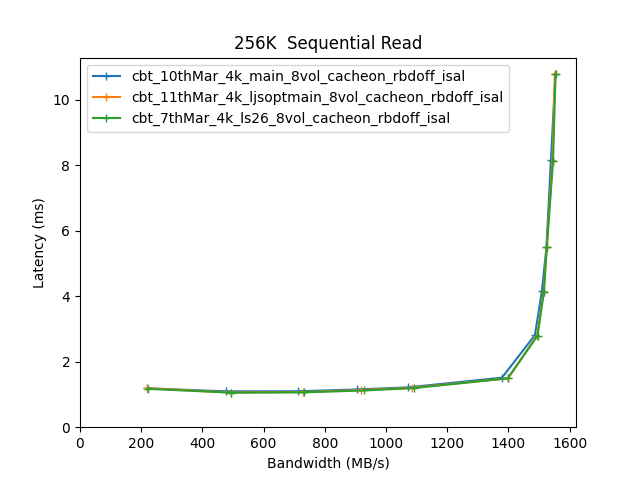 256K  Sequential Read
cbt_10thMar_4k_main_8vol_cacheon_rbdoff_isal
cbt_11thMar_4k_ljsoptmain_8vol_cacheon_rbdoff_isal
cbt_7thMar_4k_ls26_8vol_cacheon_rbdoff_isal
Latency (ms)
10
8
6
4
2
0
0 200 400 600 800 1000 1200 1400 1600
Bandwidth (MB/s)